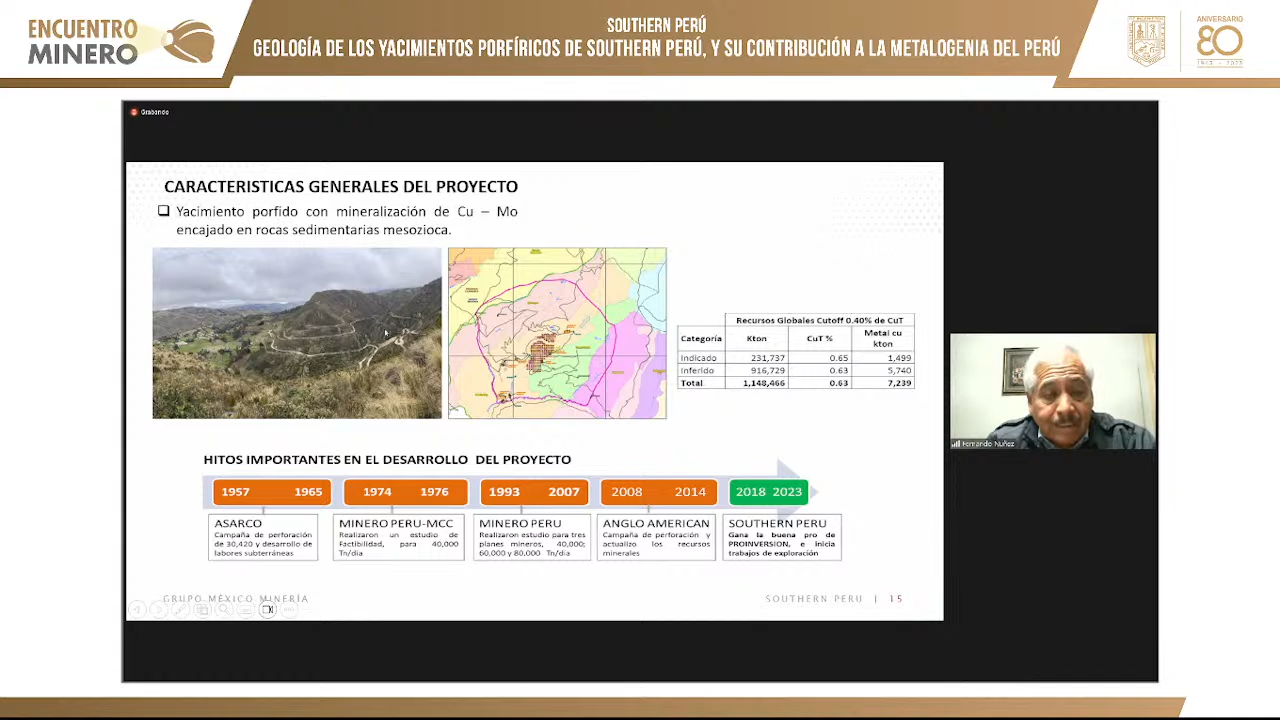 ENCUENTRO
MINERO
SOUTHERN PERÚ
GEOLOGÍA DE LOS YACIMIENTOS PORFÍRICOS DE SOUTHERN PERÚ, Y SU CONTRIBUCIÓN A LA METALOGENIA DEL PERÚ
ANIVERSARIO
80
Grabando
CARACTERISTICAS GENERALES DEL PROYECTO
Yacimiento porfido con mineralización de Cu – Mo
encajado en rocas sedimentarias mesozioca.
Recursos Globales Cutoff 0.40% de CuT
Categoría Kton CuT % Metal cu
kton
Indicado 231,737 0.65 1,499
Inferido 916,729 0.63 5,740
Total 1,148,466 0.63 7,239
Fernando Nuñez
HITOS IMPORTANTES EN EL DESARROLLO DEL PROYECTO
1957 1965
1974 1976
1993 2007
2008 2014
2018 2023
ASARCO
Campaña de perforación
de 30,420 y desarrollo de
labores subterráneas
MINERO PERU-MCC
Realizaron un estudio de
Factibilidad, para 40,000
Tn/dia
MINERO PERU
Realizaron estudio para tres
planes mineros, 40,000;
60,000 y 80,000 Tn/dia
ANGLO AMERICAN
Campaña de perforación y
actualizo los recursos
minerales
SOUTHERN PERU
Gana la buena pro de
PROINVERSION, e inicia
trabajos de exploración
GRUPO MÉXICO MINERÍA
SOUTHERN PERU | 15